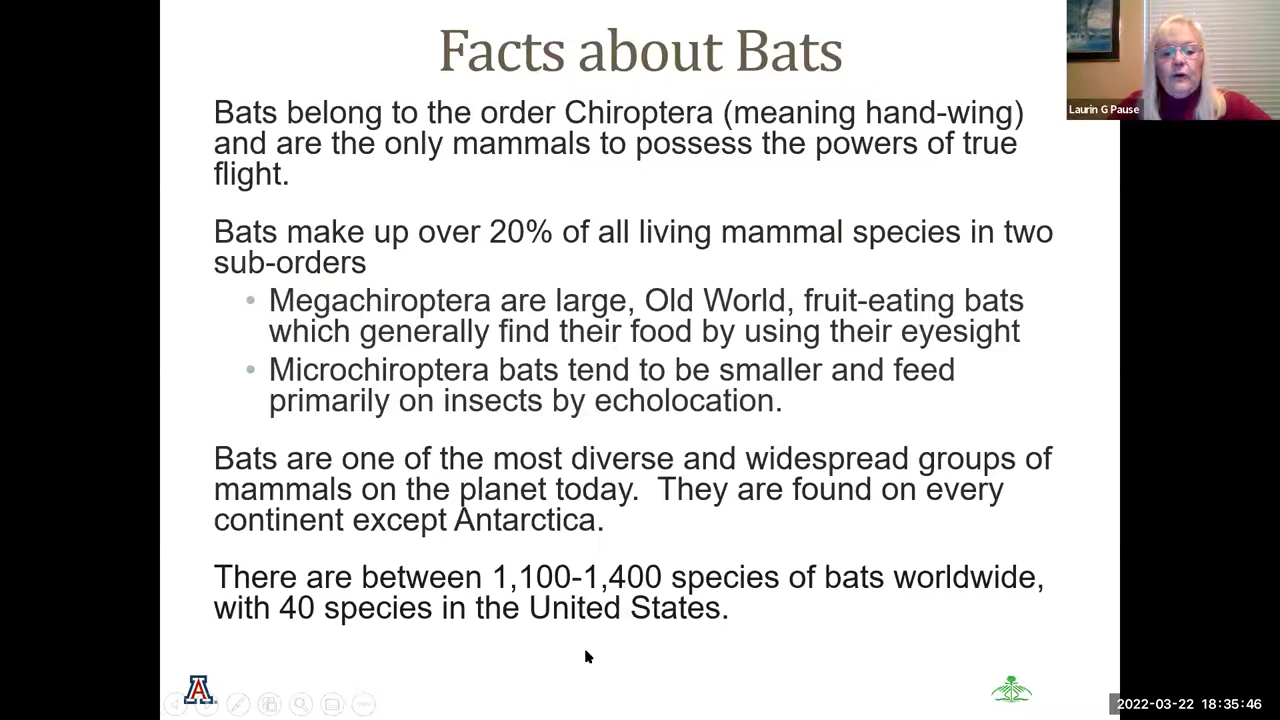 Facts about Bats
Laurin G Pause
Bats belong to the order Chiroptera (meaning hand-wing)
and are the only mammals to possess the powers of true
flight.
Bats make up over 20% of all living mammal species in two
sub-orders
• Megachiroptera are large, Old World, fruit-eating bats
which generally find their food by using their eyesight
• Microchiroptera bats tend to be smaller and feed
primarily on insects by echolocation.
Bats are one of the most diverse and widespread groups of
mammals on the planet today.  They are found on every
continent except Antarctica.
There are between 1,100-1,400 species of bats worldwide,
with 40 species in the United States.
A
2022-03-22 18:35:46